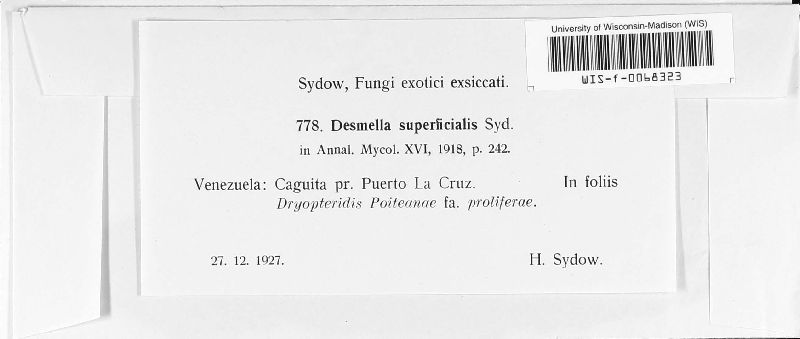 University of Wisconsin-Madison (WIS)
WIS-f-0068323
Sydow, Fungi exotici exsiccati.
778. Desmella superficialis Syd.
in Annal. Mycol. XVI, 1918, p. 242.
Venezuela: Caguita pr. Puerto La Cruz. In foliis
Dryopteridis Poiteanae fa. proliferae.
27. 12. 1927. H. Sydow.